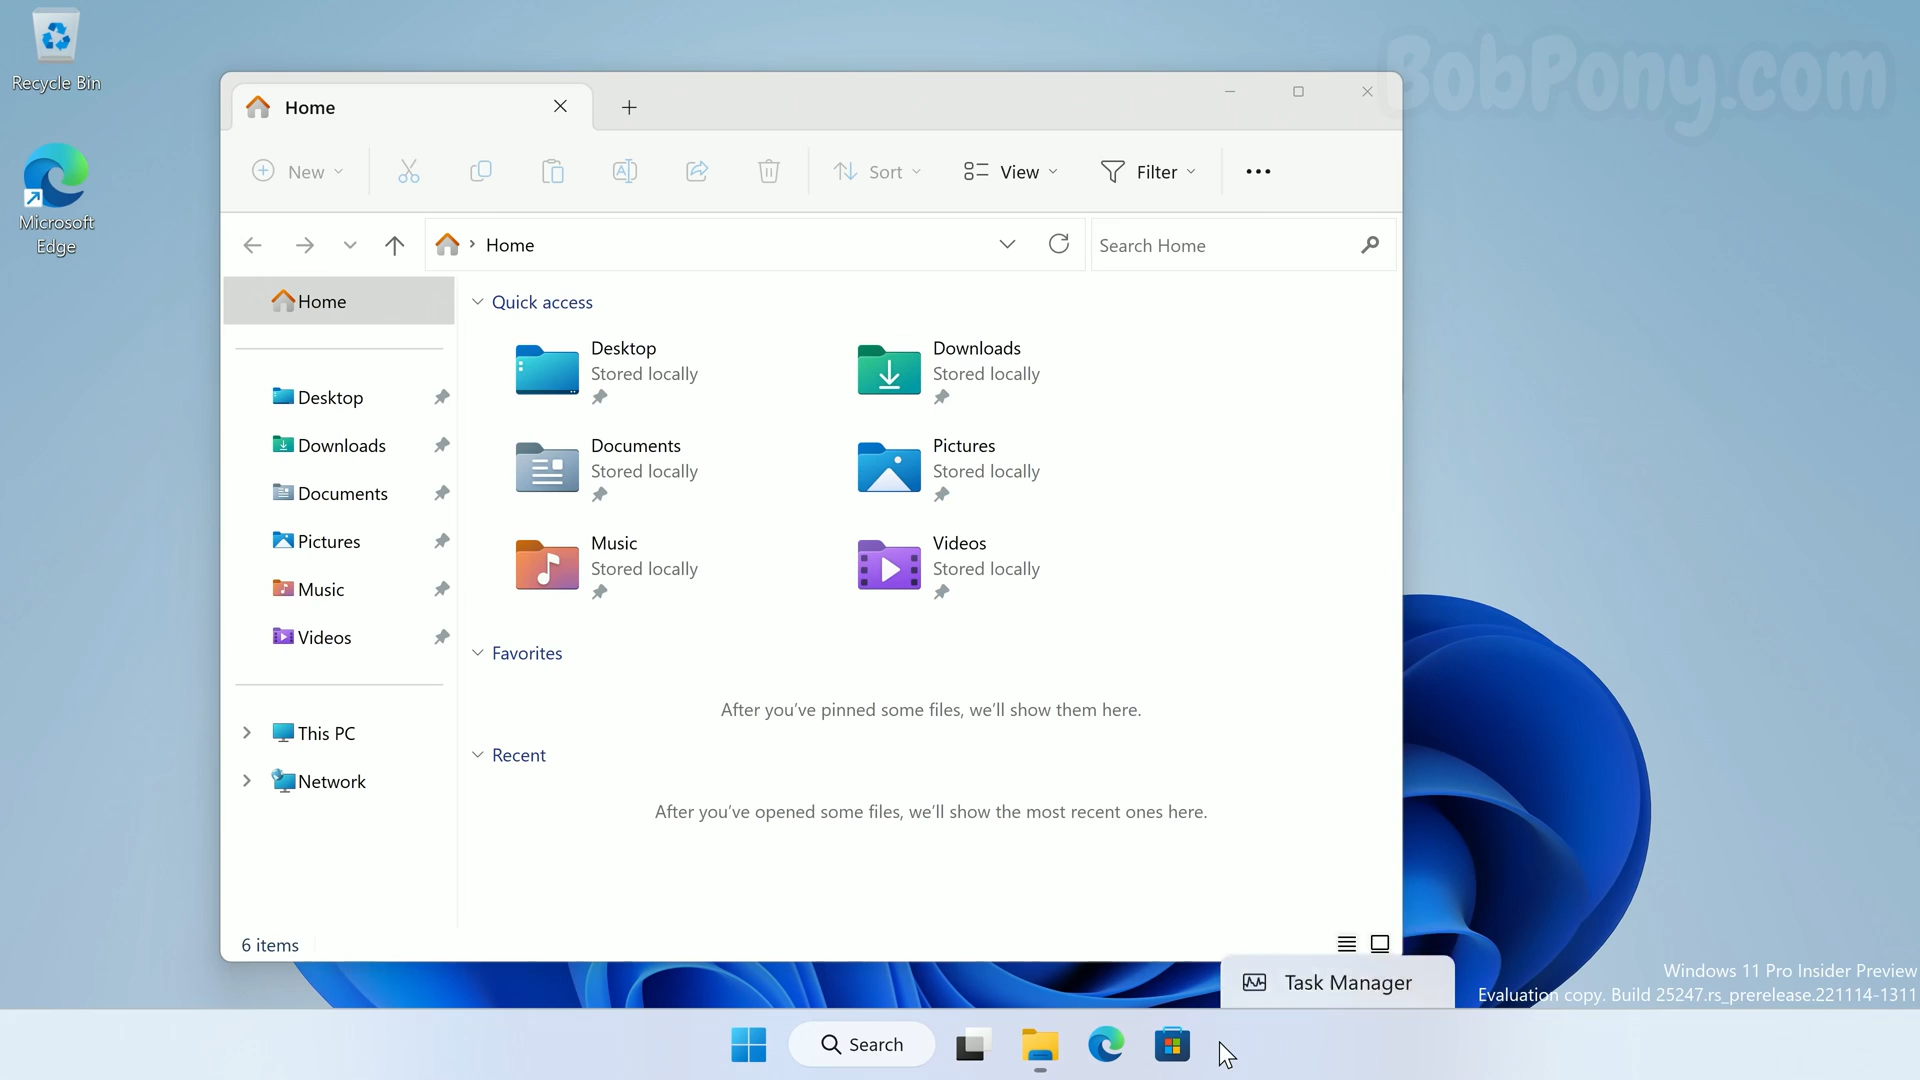 Recycle Bin
Microsoft
Edge
BobPony.com
Home
New
Sort
View
Filter
Home
Search Home
Home
Desktop
Downloads
Documents
Pictures
Music
Videos
This PC
Network
Quick access
Desktop
Stored locally
Downloads
Stored locally
Documents
Stored locally
Pictures
Stored locally
Music
Stored locally
Videos
Stored locally
Favorites
After you've pinned some files, we'll show them here.
Recent
After you've opened some files, we'll show the most recent ones here.
6 items
Task Manager
Windows 11 Pro Insider Preview
Evaluation copy. Build 25247.rs_prerelease.221114-1311
Search